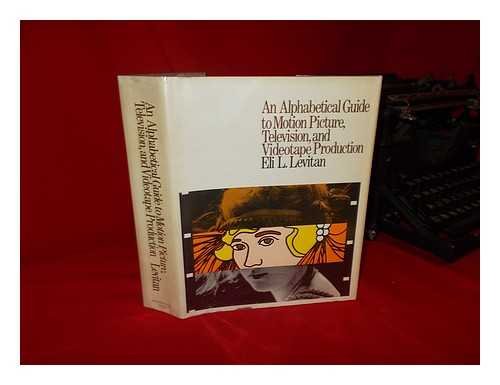 An Alphabetical Guide to Motion Picture,
Television, and Videotape Production Levitan
An Alphabetical Guide
to Motion Picture,
Television, and
Videotape Production
Eli L. Levitan